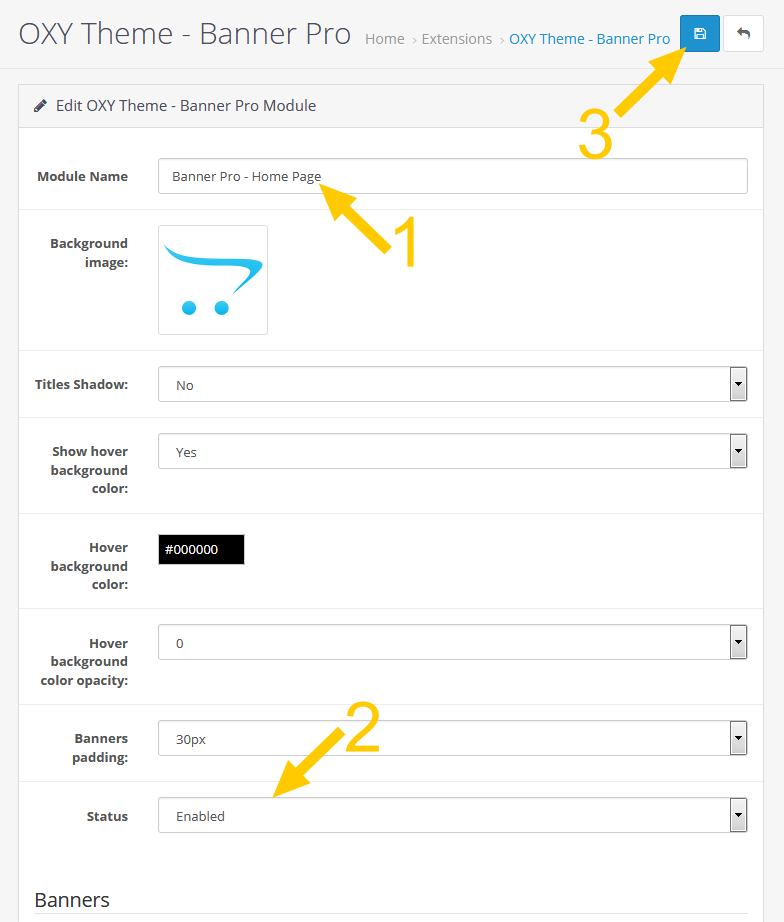 OXY Theme - Banner Pro
Home › Extensions › OXY Theme - Banner Pro
3
Edit OXY Theme - Banner Pro Module
Module Name
Banner Pro - Home Page
1
Background
image:
Titles Shadow:
No
Show hover
background
color:
Yes
Hover
background
color:
#000000
Hover
background
color opacity:
0
2
Banners
padding:
30px
Status
Enabled
Banners